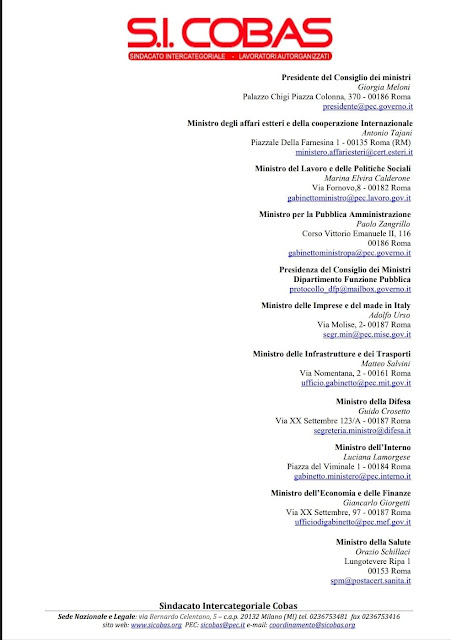 S.I. COBAS
SINDACATO INTERCATEGORIALE - LAVORATORI AUTORGANIZZATI
Presidente del Consiglio dei ministri
Giorgia Meloni
Palazzo Chigi Piazza Colonna, 370 - 00186 Roma
presidente@pec.governo.it
Ministro degli affari estteri e della cooperazione Internazionale
Antonio Tajani
Piazzale Della Farnesina 1 - 00135 Roma (RM)
ministero.affariesteri@cert.esteri.it
Ministro del Lavoro e delle Politiche Sociali
Marina Elvira Calderone
Via Fornovo,8 - 00182 Roma
gabinettoministro@pec.lavoro.gov.it
Ministro per la Pubblica Amministrazione
Paolo Zangrillo
Corso Vittorio Emanuele II, 116
00186 Roma
gabinettoministropa@pec.governo.it
Presidenza del Consiglio dei Ministri
Dipartimento Funzione Pubblica
protocollo_dfp@mailbox.governo.it
Ministro delle Imprese e del made in Italy
Adolfo Urso
Via Molise, 2- 00187 Roma
segr.min@pec.mise.gov.it
Ministro delle Infrastrutture e dei Trasporti
Matteo Salvini
Via Nomentana, 2 - 00161 Roma
ufficio.gabinetto@pec.mit.gov.it
Ministro della Difesa
Guido Crosetto
Via XX Settembre 123/A - 00187 Roma
segreteria.ministro@difesa.it
Ministro dell'Interno
Luciana Lamorgese
Piazza del Viminale 1 - 00184 Roma
gabinetto.ministero@pec.interno.it
Ministro dell'Economia e delle Finanze
Giancarlo Giorgetti
Via XX Settembre, 97 - 00187 Roma
ufficiodigabinetto@pec.mef.gov.it
Ministro della Salute
Orazio Schillaci
Lungotevere Ripa 1
00153 Roma
spm@postacert.sanita.it
Sindacato Intercategoriale Cobas
Sede Nazionale e Legale: via Bernardo Celentano, 5 – c.a.p. 20132 Milano (MI) tel. 0236753481 fax 0236753416
sito web: www.sicobas.org PEC: sicobas@pec.it e-mail: coordinamento@sicobas.org